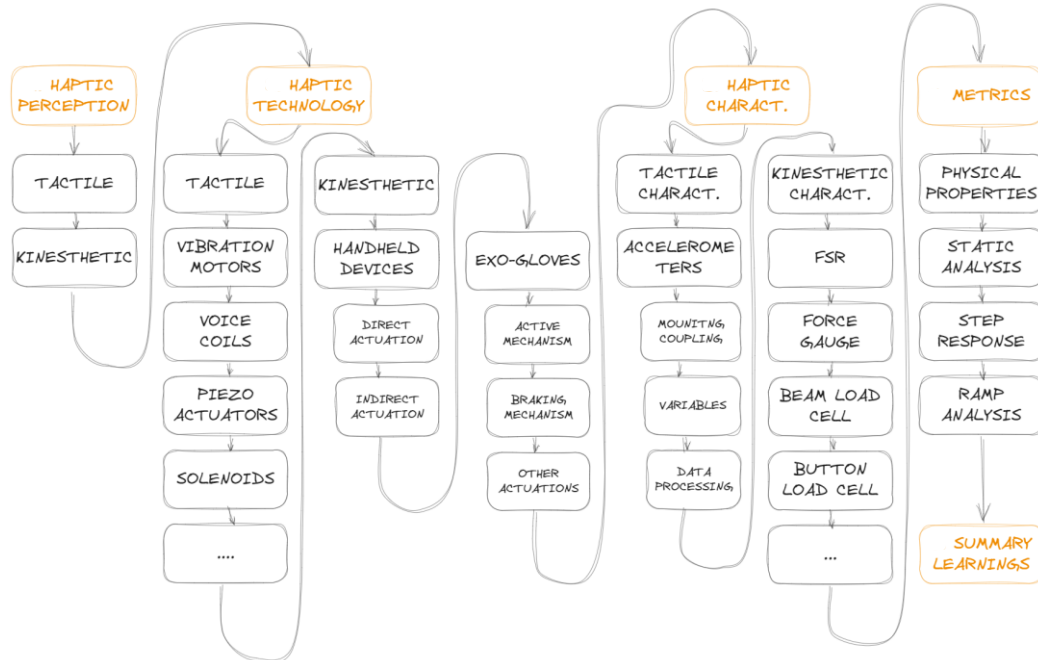 HAPTIC
PERCEPTION
TACTILE
KINESTHETIC
HAPTIC
TECHNOLOGY
TACTILE
VIBRATION
MOTORS
VOICE
COILS
PIEZO
ACTUATORS
SOLENOIDS
....
KINESTHETIC
HANDHELD
DEVICES
DIRECT
ACTUATION
INDIRECT
ACTUATION
EXO-GLOVES
ACTIVE
MECHANISM
BRAKING
MECHANISM
OTHER
ACTUATIONS
HAPTIC
CHARACT.
TACTILE
CHARACT.
ACCELEROME
TERS
MOUNITNG
COUPLING
VARIABLES
DATA
PROCESSING
KINESTHETIC
CHARACT.
FSR
FORCE
GAUGE
BEAM LOAD
CELL
BUTTON
LOAD CELL
...
METRICS
PHYSICAL
PROPERTIES
STATIC
ANALYSIS
STEP
RESPONSE
RAMP
ANALYSIS
SUMMARY
LEARNINGS